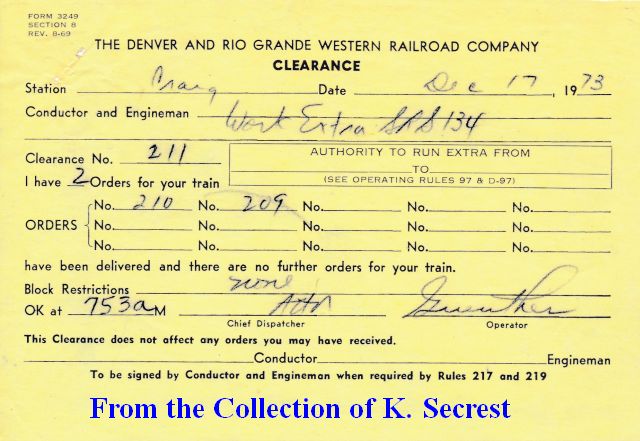 FORM 3249
SECTION 8
REV. 8-69
THE DENVER AND RIO GRANDE WESTERN RAILROAD COMPANY
CLEARANCE
Station Craig Date Dec 17, 1973
Conductor and Engineman Work Extra SRS 134
Clearance No. 211
AUTHORITY TO RUN EXTRA FROM
TO
(SEE OPERATING RULES 97 & D-97)
I have 2 Orders for your train
No. 210 No. 209 No. No. No.
ORDERS No. No. No. No. No.
No. No. No. No. No.
have been delivered and there are no further orders for your train.
Block Restrictions none
OK at 753a M
Chief Dispatcher Operator
This Clearance does not affect any orders you may have received.
Conductor Engineman
To be signed by Conductor and Engineman when required by Rules 217 and 219
From the Collection of K. Secrest